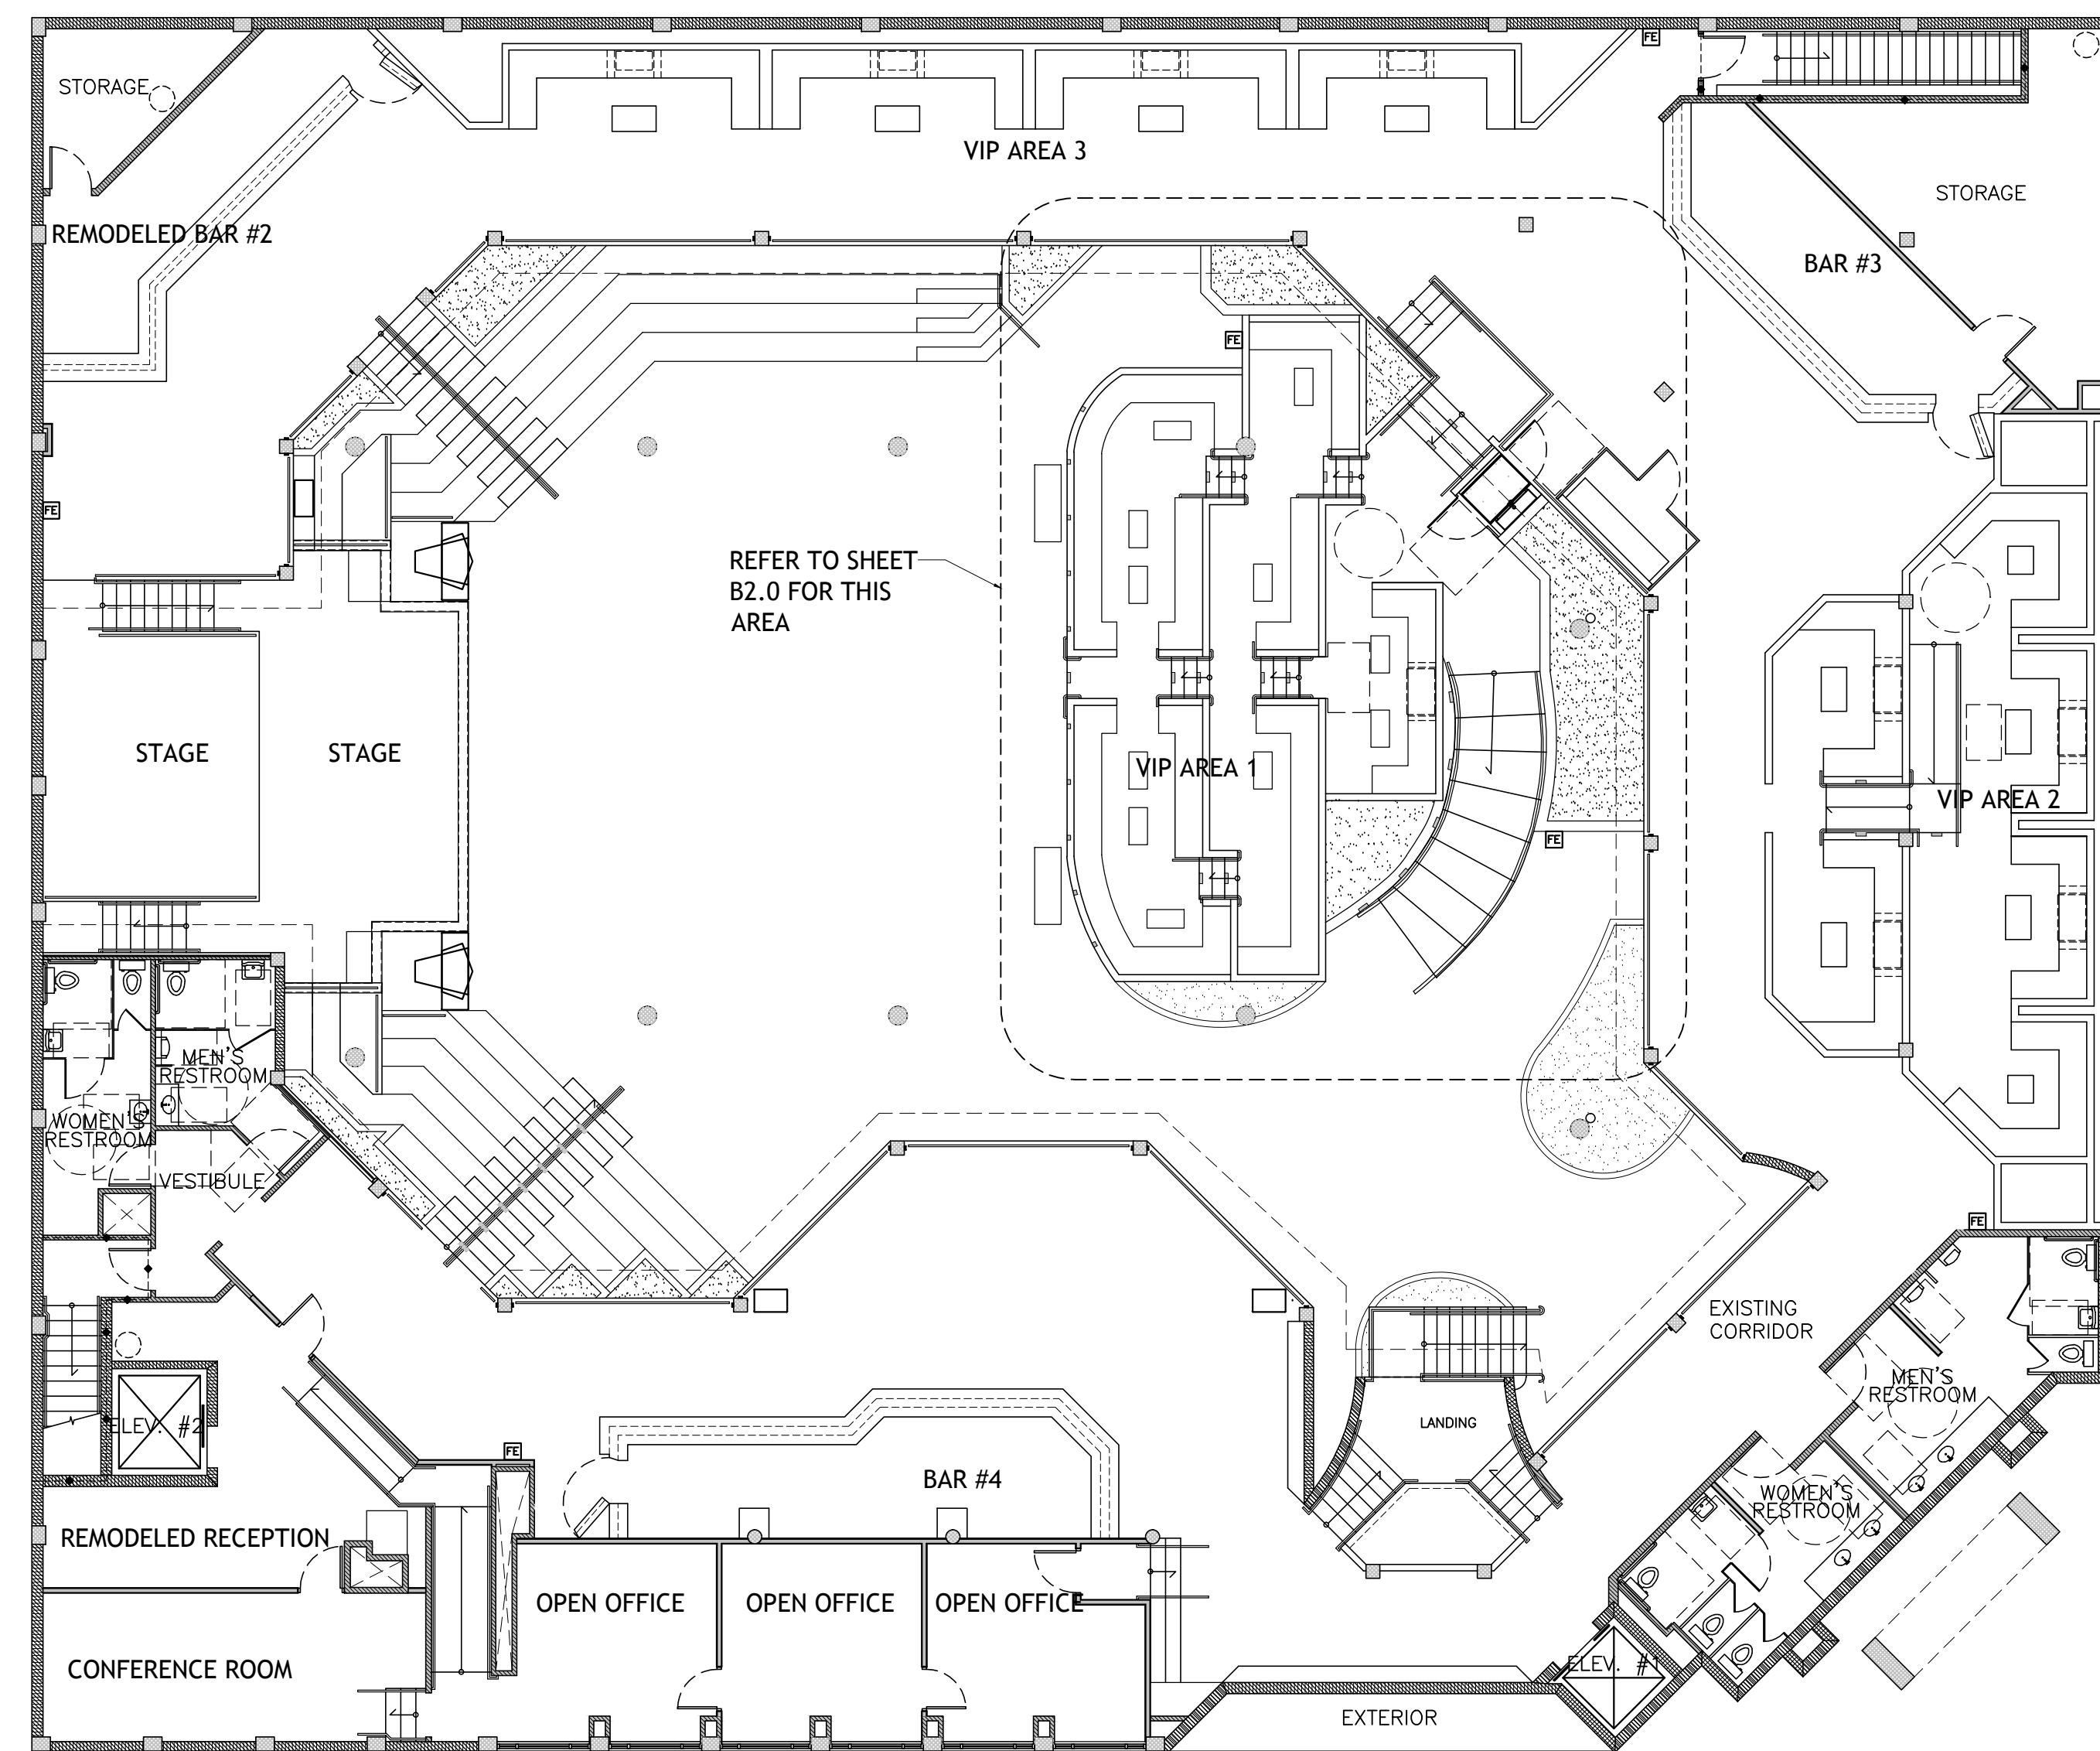 FE
STORAGE
VIP AREA 3
STORAGE
REMODELED BAR #2
BAR #3
FE
FE
REFER TO SHEET
B2.0 FOR THIS
AREA
STAGE
STAGE
VIP AREA 1
VIP AREA 2
FE
MEN'S
RESTROOM
WOMEN'S
RESTROOM
VESTIBULE
FE
EXISTING
CORRIDOR
MEN'S
RESTROOM
LANDING
ELEV. #2
FE
BAR #4
WOMEN'S
RESTROOM
REMODELED RECEPTION
OPEN OFFICE
OPEN OFFICE
OPEN OFFICE
CONFERENCE ROOM
ELEV. #1
EXTERIOR